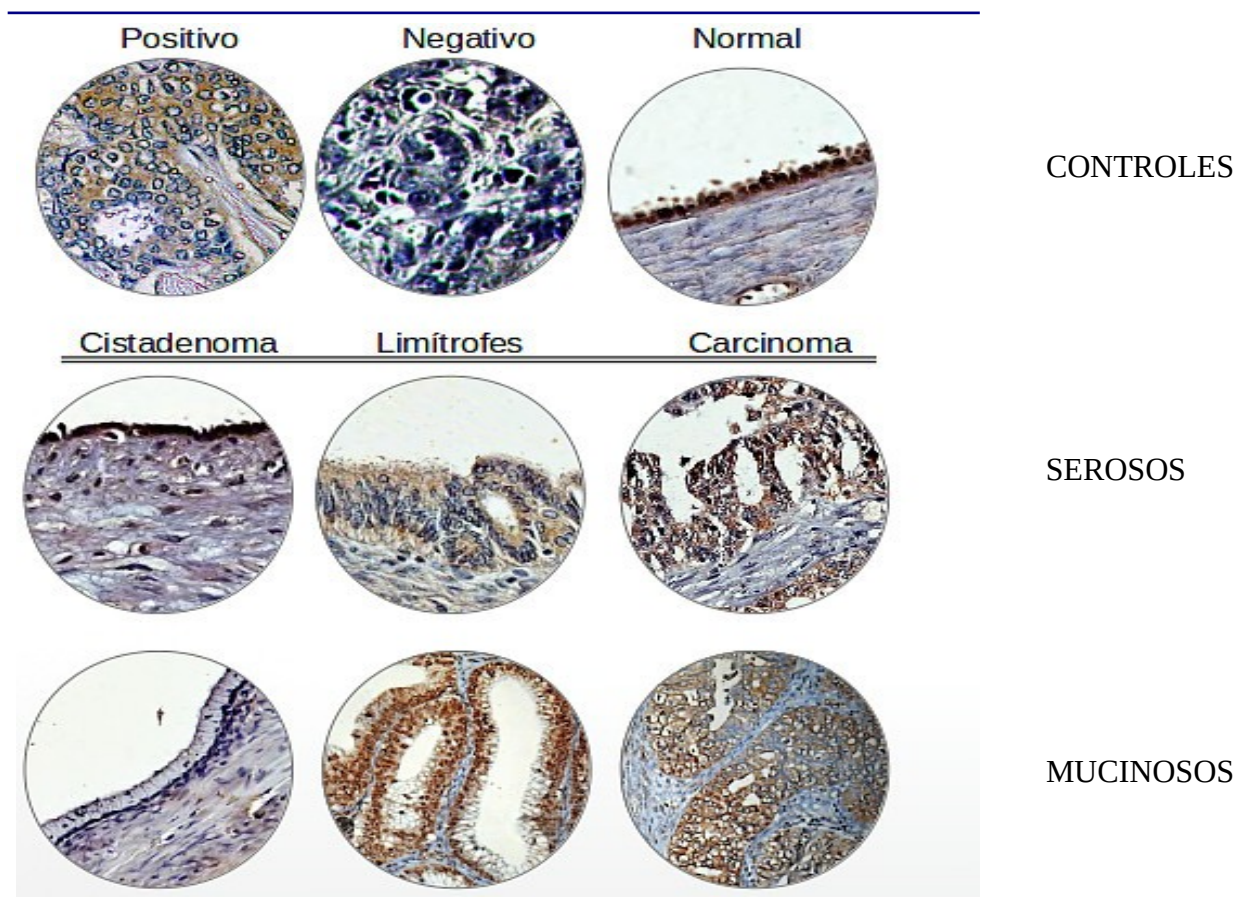 Positivo Negativo Normal
CONTROLES
Cistadenoma Limítrofes Carcinoma
SEROSOS
MUCINOSOS